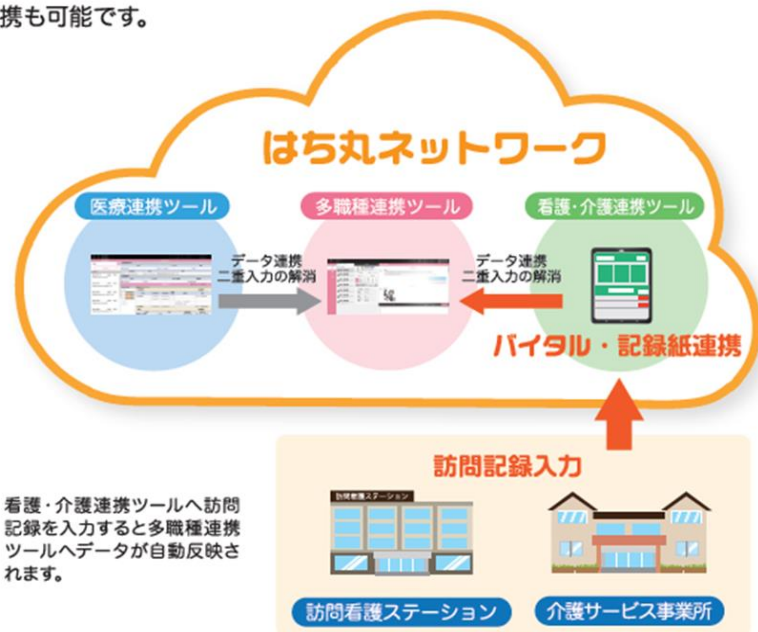 携も可能です。
はち丸ネットワーク
医療連携ツール
多職種連携ツール
看護・介護連携ツール
データ連携
二重入力の解消
データ連携
二重入力の解消
バイタル・記録紙連携
訪問記録入力
看護・介護連携ツールへ訪問
記録を入力すると多職種連携
ツールへデータが自動反映さ
れます。
訪問看護ステーション
訪問看護ステーション
介護サービス事業所